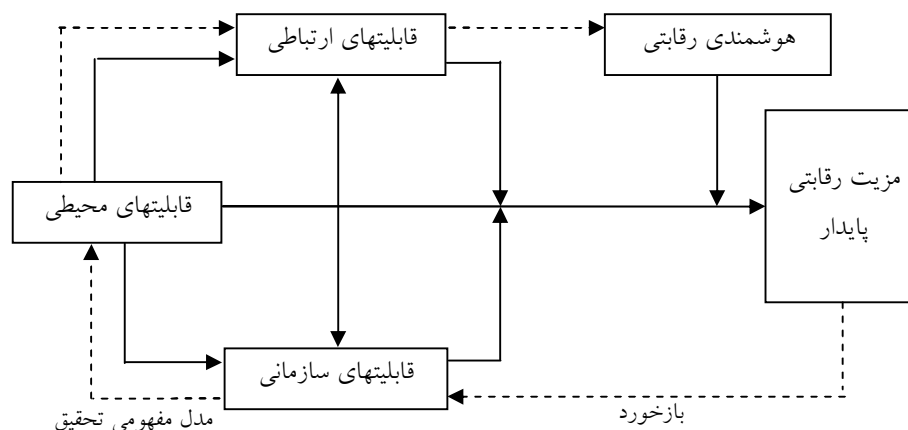 قابلیتهای ارتباطی
هوشمندی رقابتی
مزیت رقابتی
پایدار
قابلیتهای محیطی
قابلیتهای سازمانی
بازخورد
مدل مفهومی تحقیق